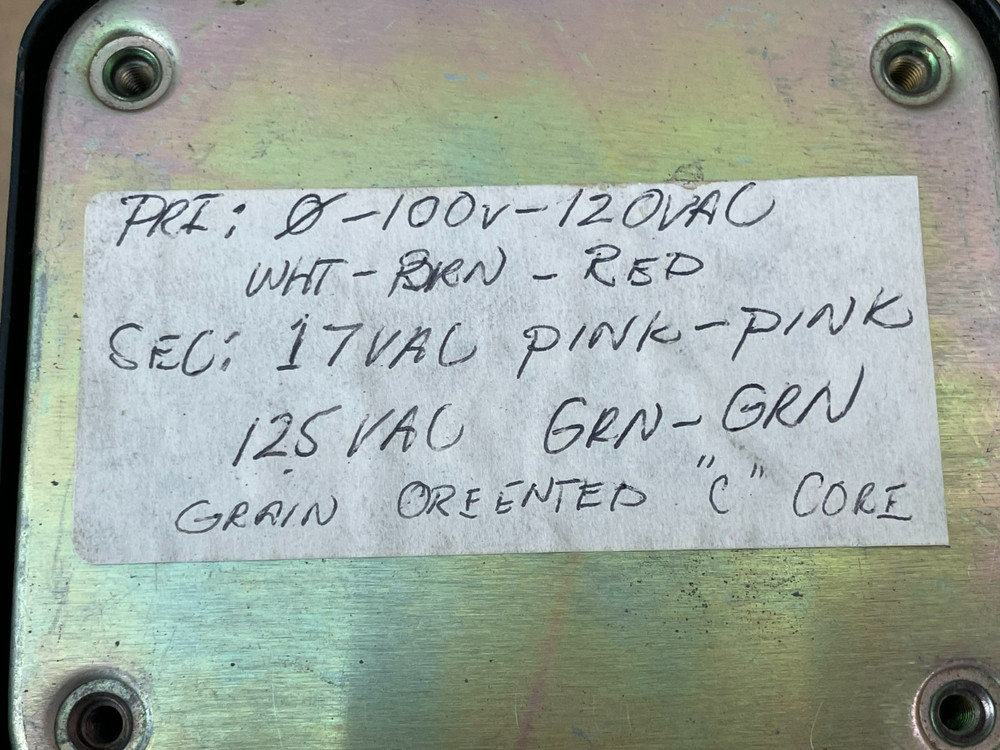 PRI: Ø-100V-120VAC
WHT-BRN-RED
SEC: 17VAC PINK-PINK
125VAC GRN-GRN
GRAIN OREENTED "C" CORE